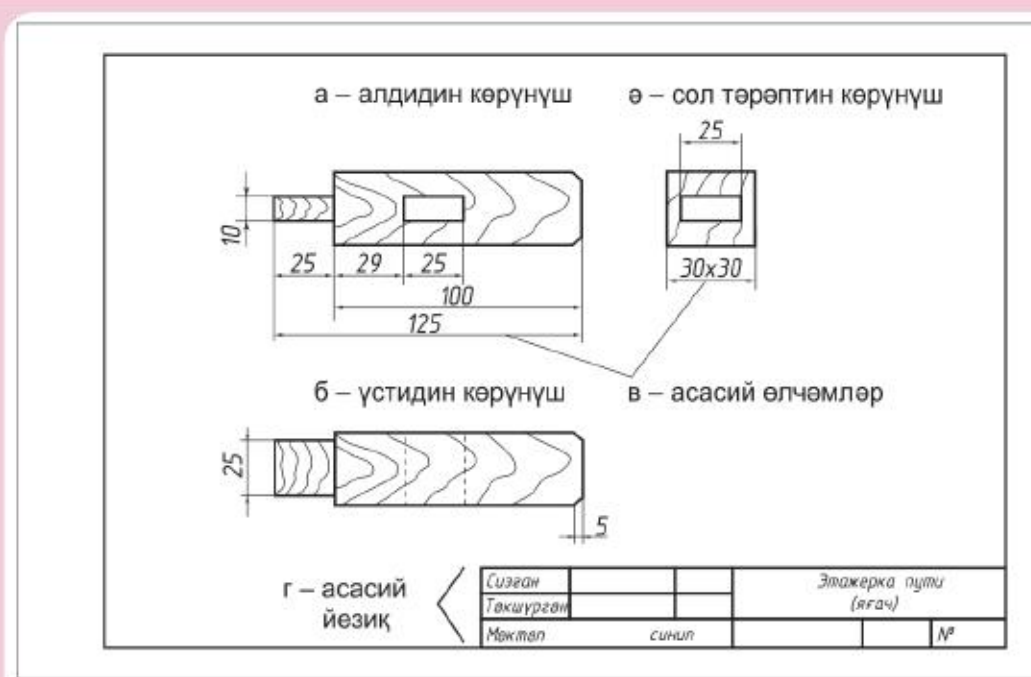 а – алдидин көрүнүш
ә – сол тәрәптин көрүнүш
25
10
25 29 25
30x30
100
125
б – үстидин көрүнүш
в – асасий өлчәмләр
25
5
г – асасий
йезиқ
Сизған
Тәкшүргән
Этажерка пути
(яғач)
Мәктәп синип
№